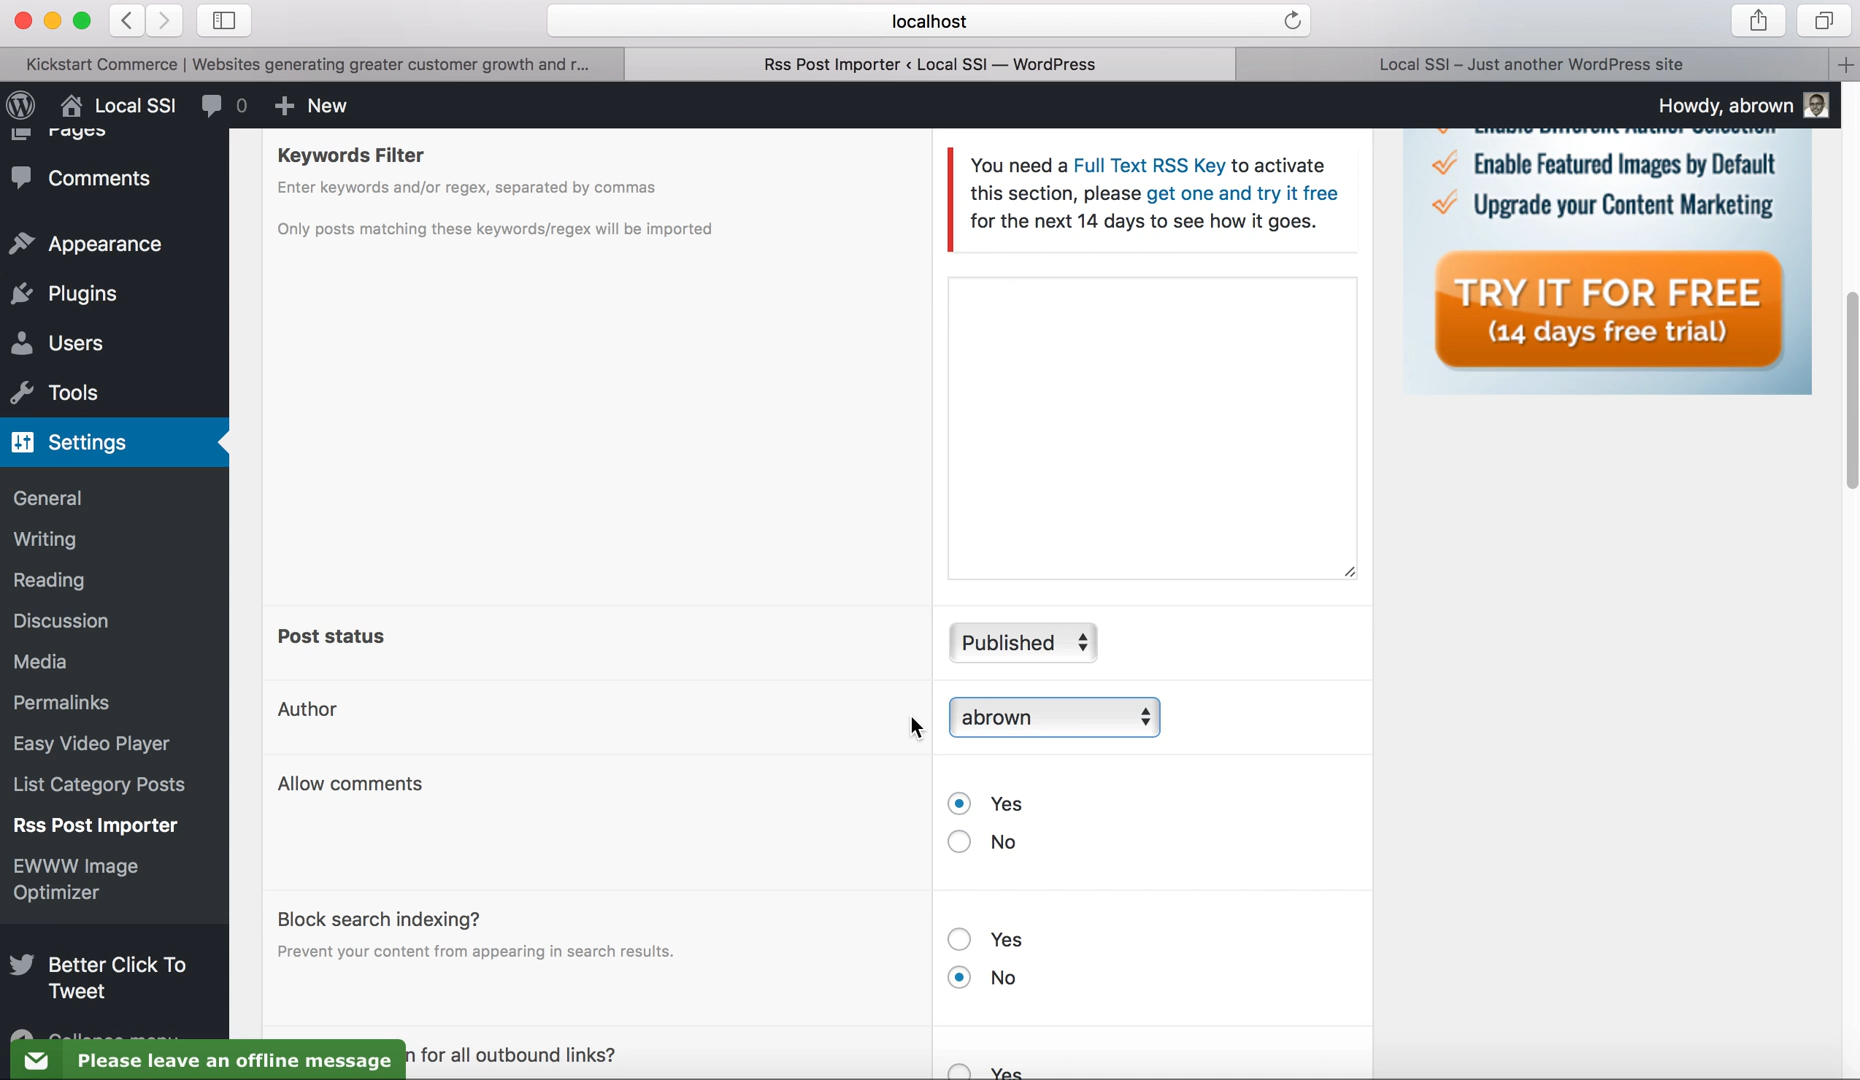 localhost
Kickstart Commerce | Websites generating greater customer growth and r...
Rss Post Importer ‹ Local SSI — WordPress
Local SSI – Just another WordPress site
Local SSI
0
New
Howdy, abrown
Pages
Comments
Appearance
Plugins
Users
Tools
Settings
General
Writing
Reading
Discussion
Media
Permalinks
Easy Video Player
List Category Posts
Rss Post Importer
EWWW Image
Optimizer
Better Click To
Tweet
Collapse menu
Please leave an offline message
Keywords Filter
Enter keywords and/or regex, separated by commas
Only posts matching these keywords/regex will be imported
You need a Full Text RSS Key to activate
this section, please get one and try it free
for the next 14 days to see how it goes.
Post status
Published
Author
abrown
Allow comments
Yes
No
Block search indexing?
Prevent your content from appearing in search results.
Yes
No
n for all outbound links?
Yes
Enable Different Author Selection
Enable Featured Images by Default
Upgrade your Content Marketing
TRY IT FOR FREE
(14 days free trial)